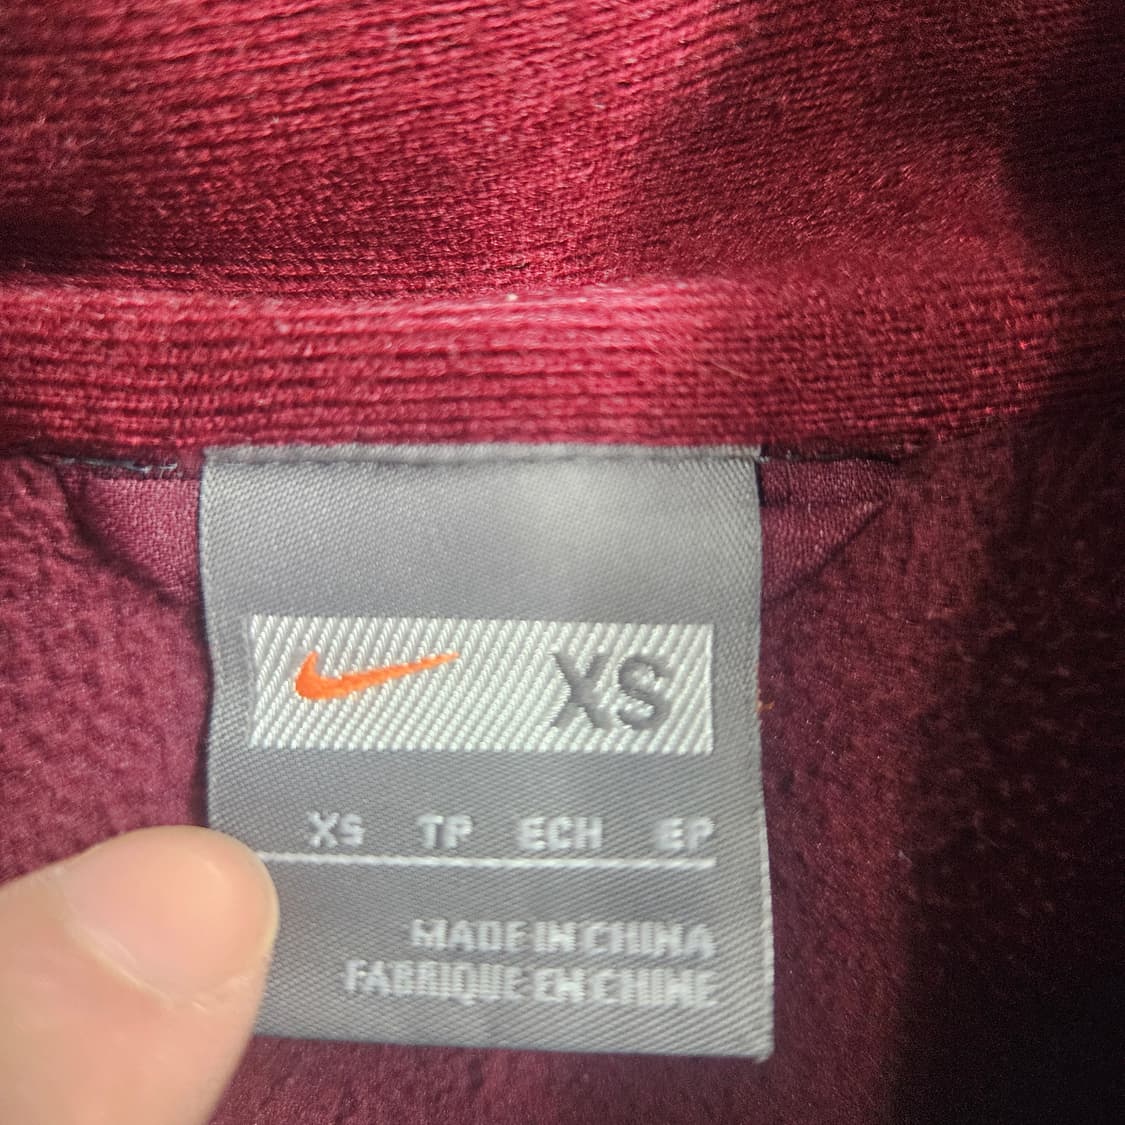 XS
XS TP ECH EP
MADE IN CHINA
FABRIQUE EN CHINE